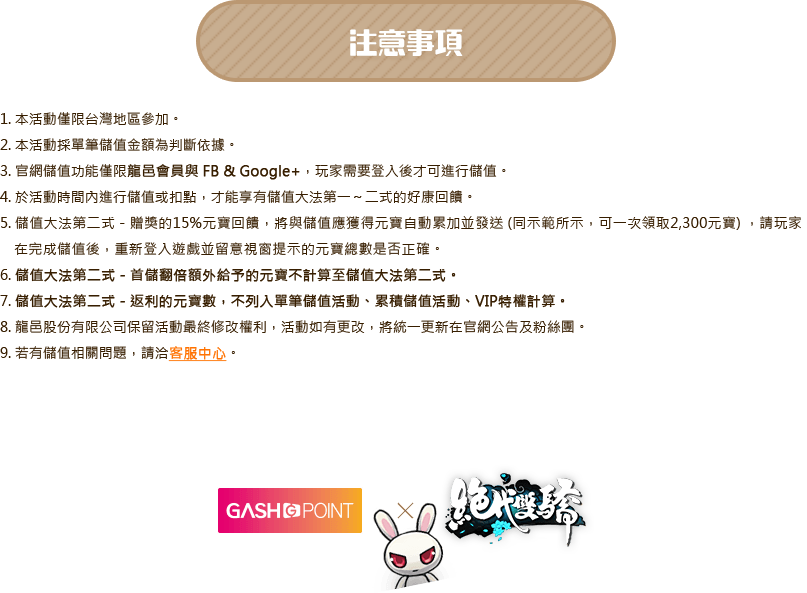 注意事項
1. 本活動僅限台灣地區參加。
2. 本活動採單筆儲值金額為判斷依據。
3. 官網儲值功能僅限龍邑會員與 FB & Google+，玩家需要登入後才可進行儲值。
4. 於活動時間內進行儲值或扣點，才能享有儲值大法第一～二式的好康回饋。
5. 儲值大法第二式 - 贈獎的15%元寶回饋，將與儲值應獲得元寶自動累加並發送 (同示範所示，可一次領取2,300元寶) ，請玩家
在完成儲值後，重新登入遊戲並留意視窗提示的元寶總數是否正確。
6. 儲值大法第二式 - 首儲翻倍額外給予的元寶不計算至儲值大法第二式。
7. 儲值大法第二式 - 返利的元寶數，不列入單筆儲值活動、累積儲值活動、VIP特權計算。
8. 龍邑股份有限公司保留活動最終修改權利，活動如有更改，將統一更新在官網公告及粉絲團。
9. 若有儲值相關問題，請洽客服中心。
GASH POINT × 絕代雙驕